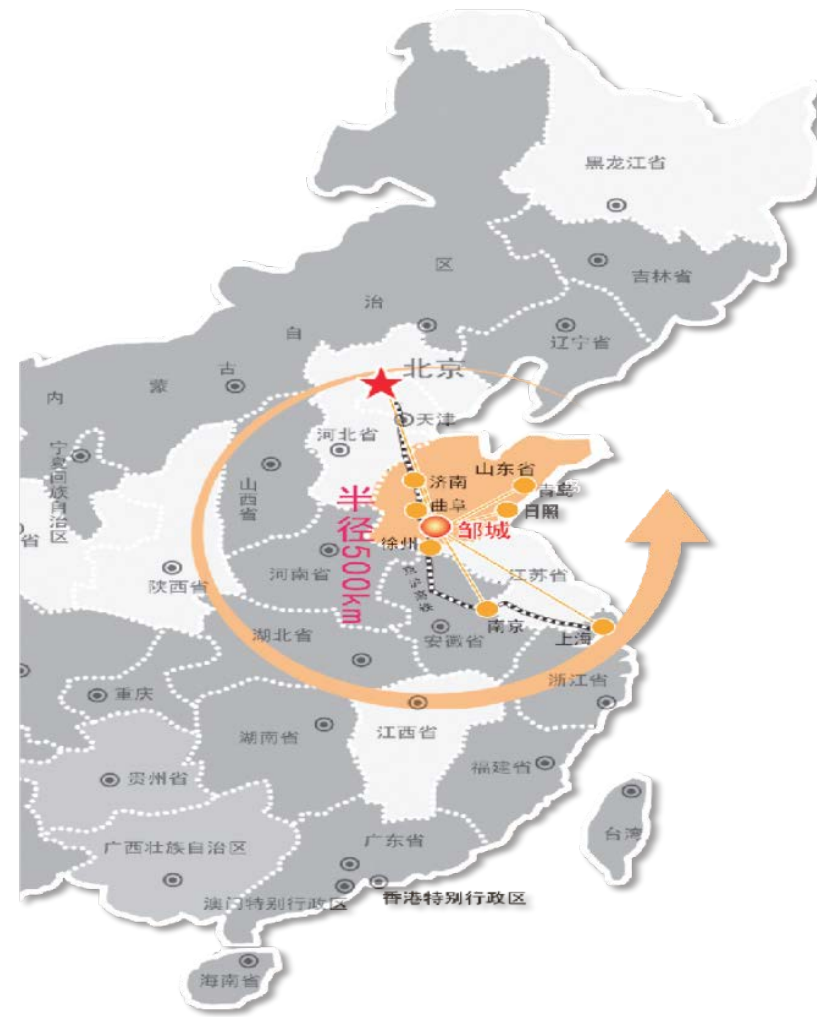 黑龙江省
吉林省
辽宁省
内蒙古自治区
北京
天津
河北省
宁夏回族自治区
山西省
山东省
济南
青岛
曲阜
日照
邹城
徐州
半径500km
省
陕西省
河南省
江苏省
南京
上海
安徽省
湖北省
重庆
浙江省
湖南省
江西省
福建省
贵州省
广西壮族自治区
广东省
台湾
澳门特别行政区
香港特别行政区
海南省